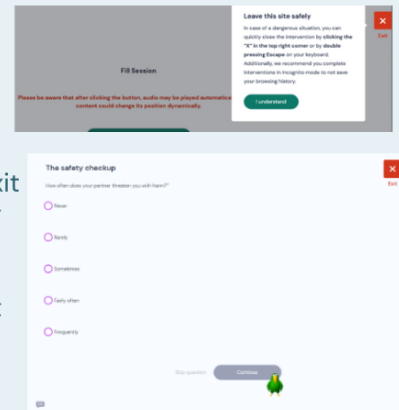 Leave this site safely
In case of a dangerous situation, you can
quickly close the intervention by clicking the
"X" in the top right corner or by double
pressing Escape on your keyboard.
Additionally, we recommend you complete
interventions in Incognito mode to not save
your browsing history.
I understand
Exit
Fill Session
Please be aware that after clicking the button, audio may be played automatica
content could change its position dynamically.
xit
The safety checkup
Exit
How often does your partner threaten you with harm?*
Never
Rarely
Sometimes
Fairly often
Frequently
Skip question
Continue